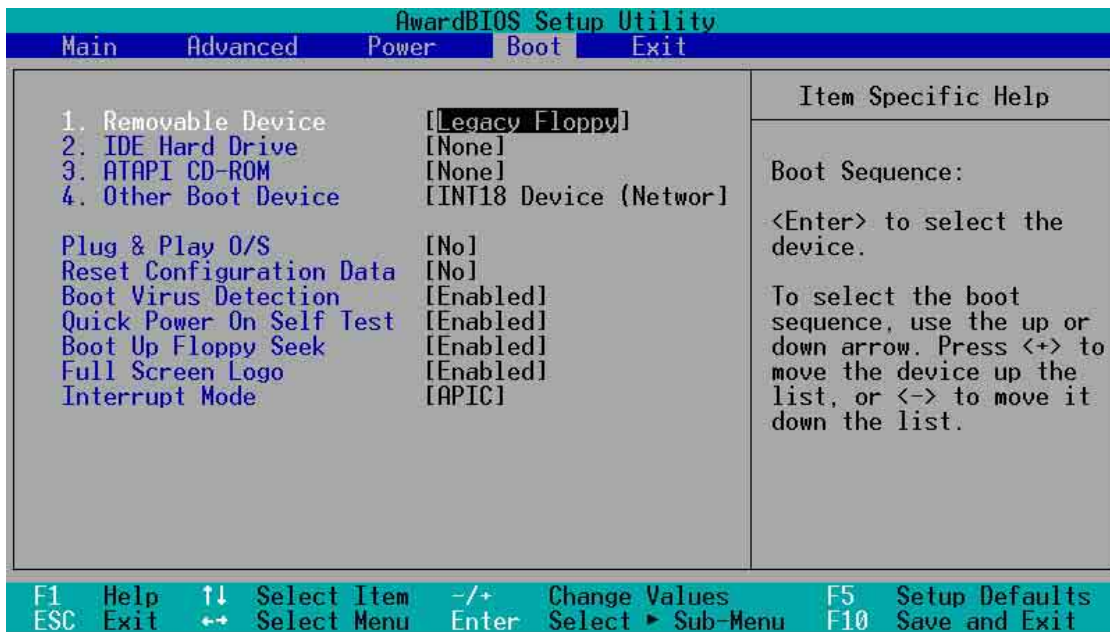 AwardBIOS Setup Utility
Main Advanced Power Boot Exit
1. Removable Device [Legacy Floppy]
2. IDE Hard Drive [None]
3. ATAPI CD-ROM [None]
4. Other Boot Device [INT18 Device (Networ]
Plug & Play O/S [No]
Reset Configuration Data [No]
Boot Virus Detection [Enabled]
Quick Power On Self Test [Enabled]
Boot Up Floppy Seek [Enabled]
Full Screen Logo [Enabled]
Interrupt Mode [APIC]
Item Specific Help
Boot Sequence:
<Enter> to select the
device.
To select the boot
sequence, use the up or
down arrow. Press <+> to
move the device up the
list, or <-> to move it
down the list.
F1 Help ↑↓ Select Item -/+ Change Values F5 Setup Defaults
ESC Exit ←→ Select Menu Enter Select ► Sub-Menu F10 Save and Exit